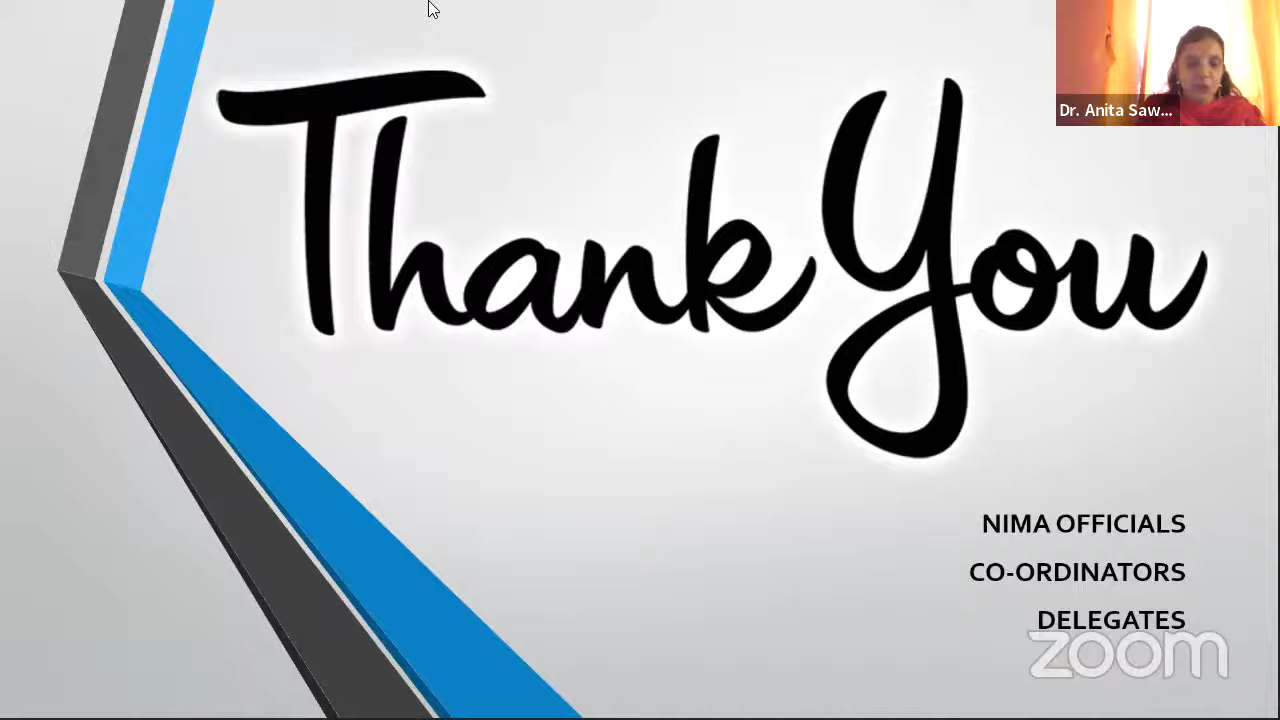 Dr. Anita Saw...
Thank You
NIMA OFFICIALS
CO-ORDINATORS
DELEGATES
zoom